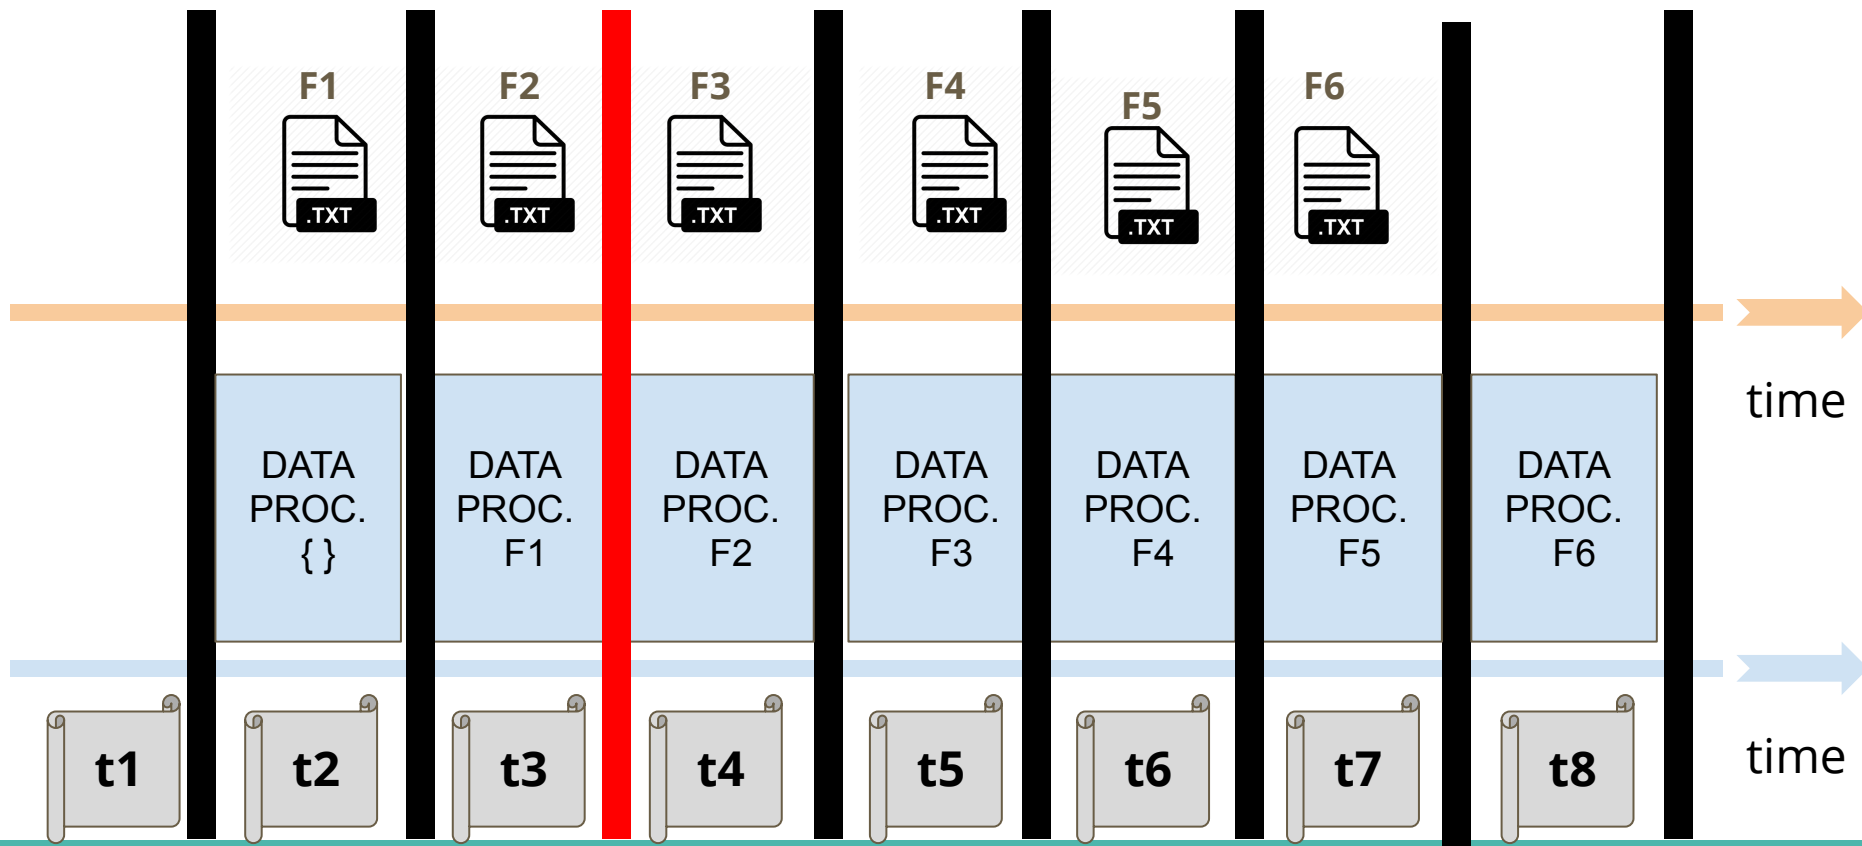 F1 F2 F3 F4 F5 F6
.TXT .TXT .TXT .TXT .TXT .TXT
time
DATA DATA DATA DATA DATA DATA DATA
PROC. PROC. PROC. PROC. PROC. PROC. PROC.
{ } F1 F2 F3 F4 F5 F6
time
t1 t2 t3 t4 t5 t6 t7 t8